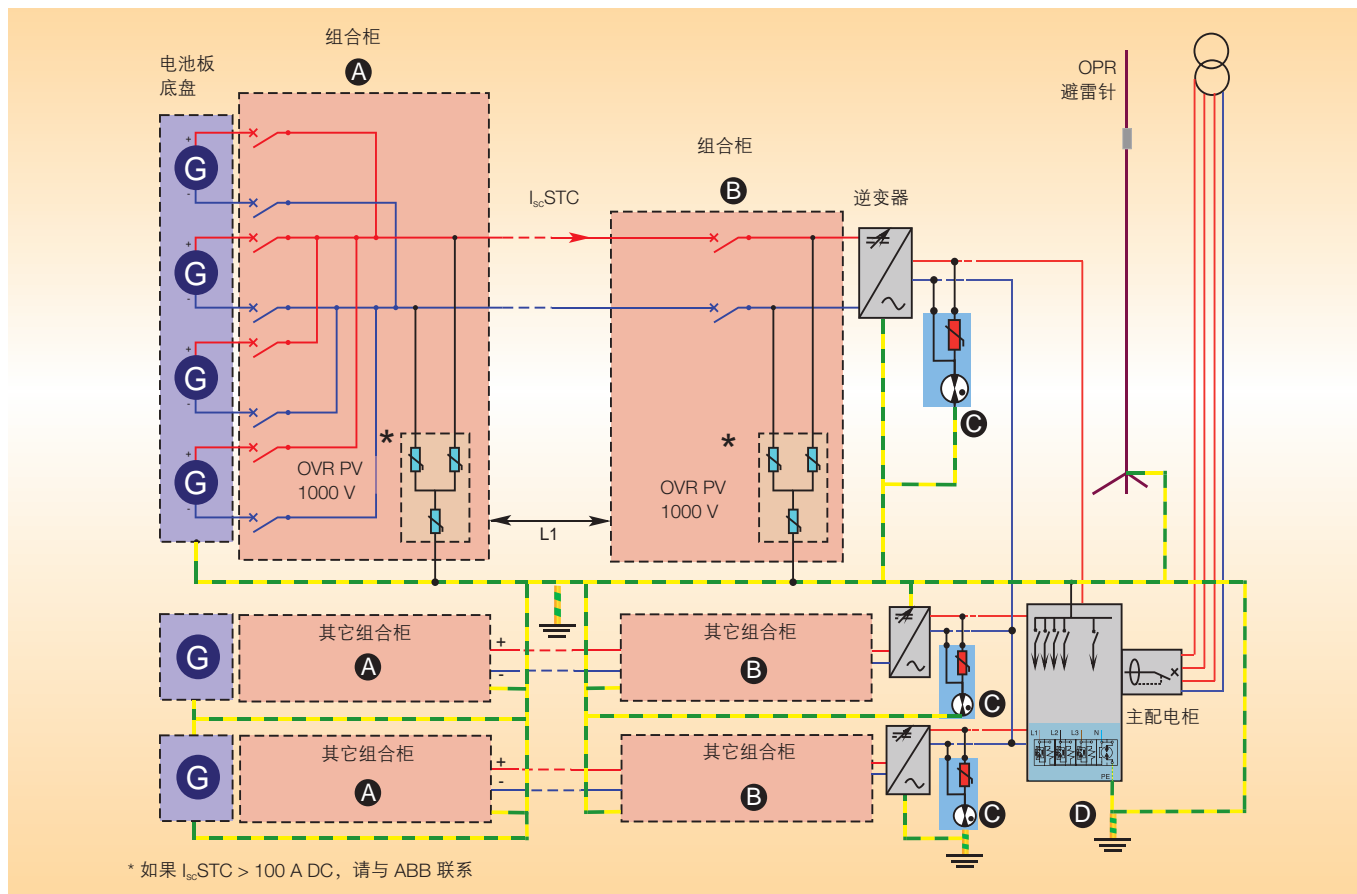 组合柜
A
电池板
底盘
OPR
避雷针
组合柜
B
逆变器
I_scSTC
+
G
-
+
G
-
+
G
-
+
G
-
*
OVR PV
1000 V
*
OVR PV
1000 V
L1
C
G
其它组合柜
A
+
-
其它组合柜
B
C
主配电柜
L1 L2 L3 N
PE
G
其它组合柜
A
+
-
其它组合柜
B
C
D
* 如果 I_scSTC > 100 A DC，请与 ABB 联系